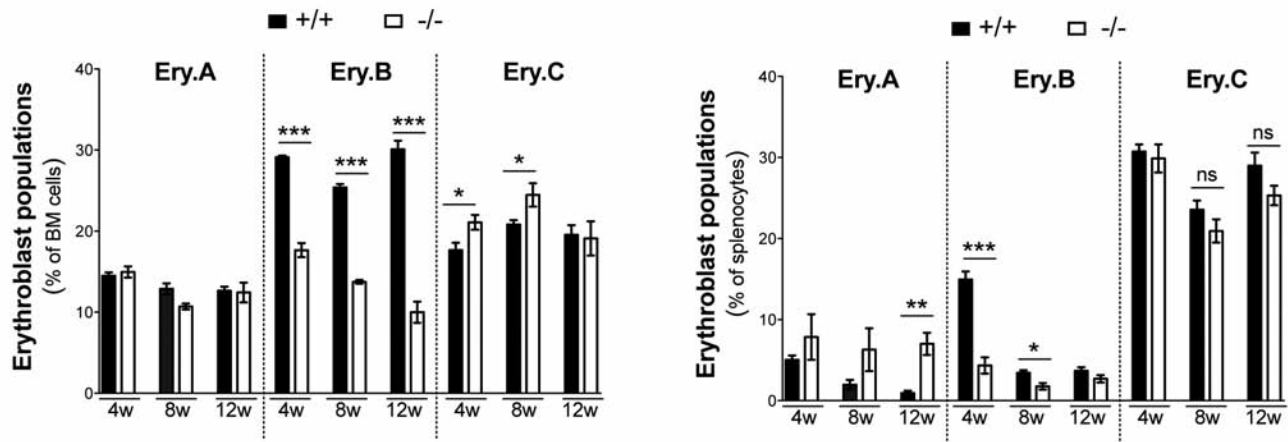 +/+ -/-
Erythroblast populations
(% of BM cells)
40
30
20
10
0
Ery.A Ery.B Ery.C
*** *** *** * *
4w 8w 12w 4w 8w 12w 4w 8w 12w
+/+ -/-
Erythroblast populations
(% of splenocytes)
40
30
20
10
0
Ery.A Ery.B Ery.C
** *** * ns ns
4w 8w 12w 4w 8w 12w 4w 8w 12w